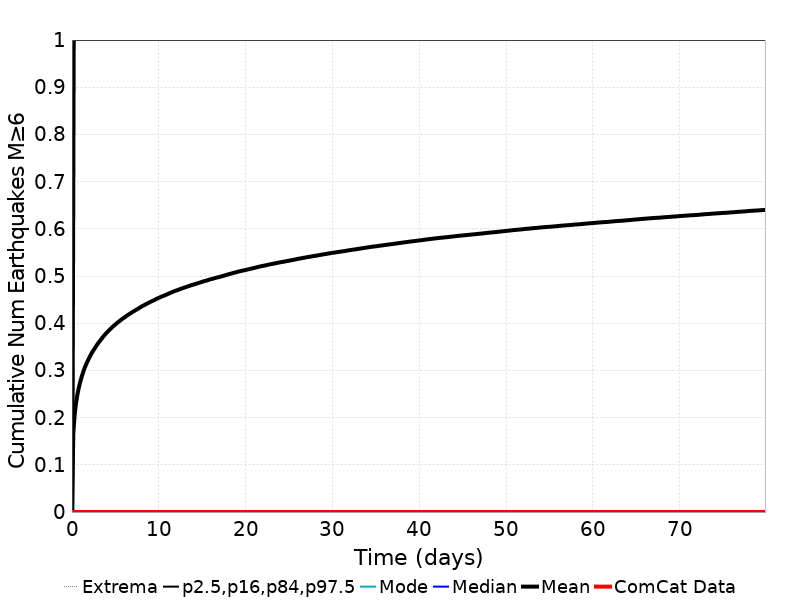 Cumulative Num Earthquakes M≥6
1
0.9
0.8
0.7
0.6
0.5
0.4
0.3
0.2
0.1
0
0 10 20 30 40 50 60 70
Time (days)
Extrema p2.5,p16,p84,p97.5 Mode Median Mean ComCat Data